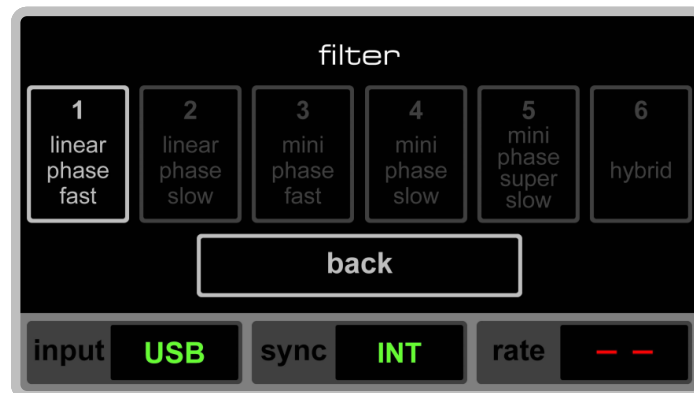 filter
1
linear
phase
fast
2
linear
phase
slow
3
mini
phase
fast
4
mini
phase
slow
5
mini
phase
super
slow
6
hybrid
back
input USB sync INT rate – –